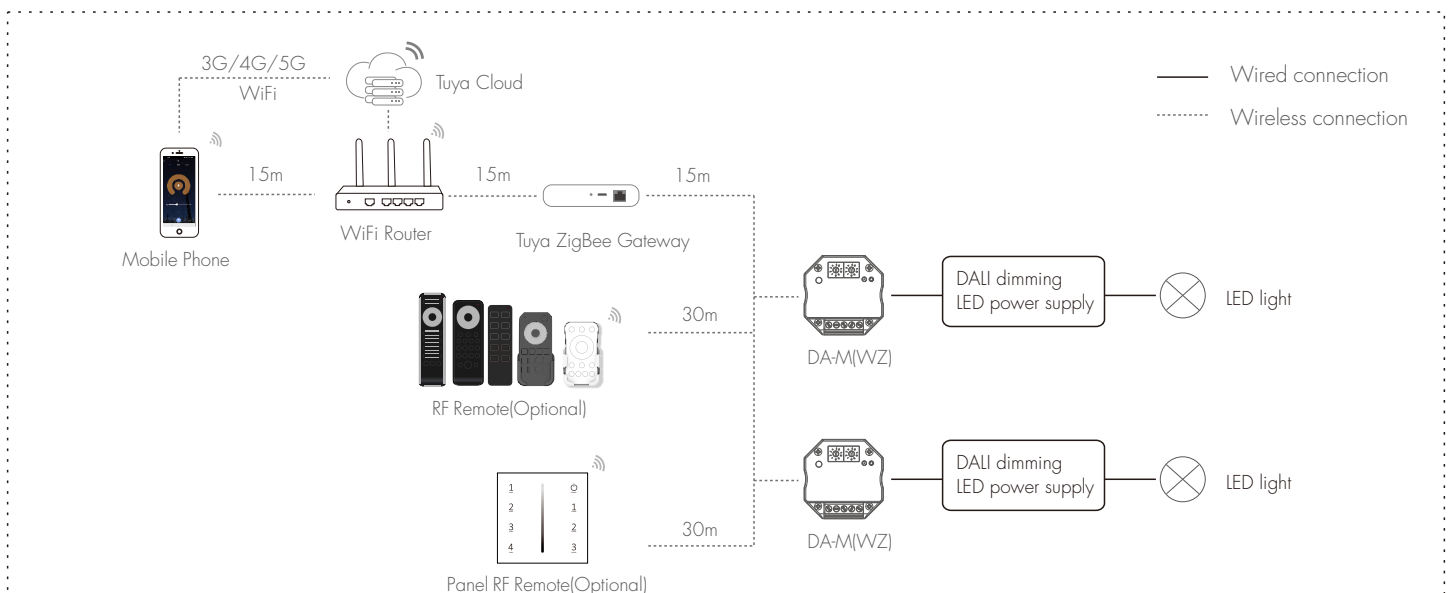 3G/4G/5G
WiFi
Tuya Cloud
Wired connection
Wireless connection
15m
15m
15m
WiFi Router
Tuya ZigBee Gateway
Mobile Phone
DALI dimming
LED power supply
LED light
30m
DA-M(WZ)
RF Remote(Optional)
DALI dimming
LED power supply
LED light
1
2
3
4
1
2
3
30m
DA-M(WZ)
Panel RF Remote(Optional)